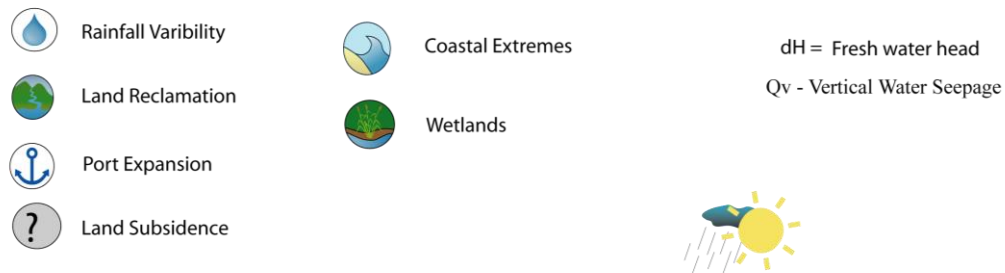 Rainfall Varibility
Land Reclamation
Port Expansion
?
Land Subsidence
Coastal Extremes
Wetlands
dH = Fresh water head
Qv - Vertical Water Seepage